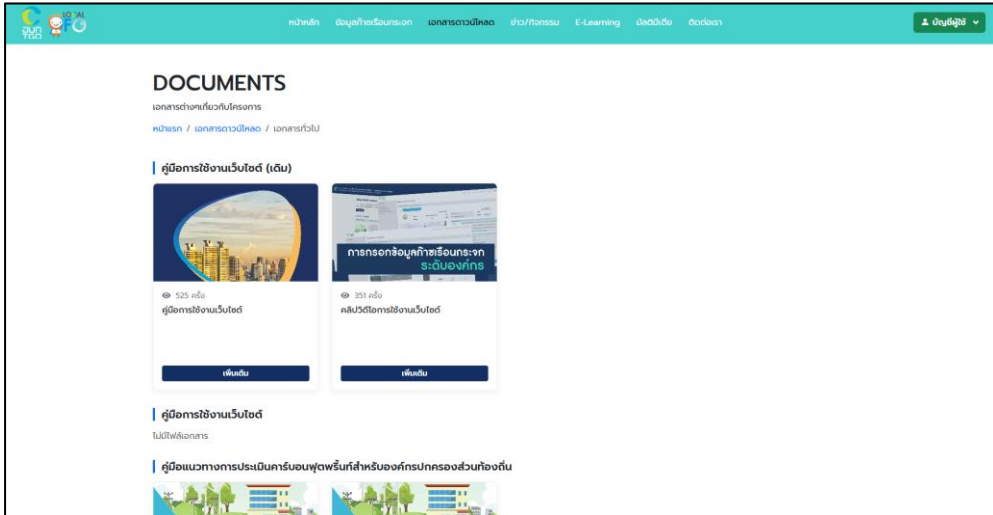 อบก
TGO
LOCAL
CFO
หน้าหลัก ข้อมูลก๊าซเรือนกระจก เอกสารดาวน์โหลด ข่าว/กิจกรรม E-Learning มัลติมีเดีย ติดต่อเรา
บัญชีผู้ใช้
DOCUMENTS
เอกสารต่างๆเกี่ยวกับโครงการ
หน้าแรก / เอกสารดาวน์โหลด / เอกสารทั่วไป
คู่มือการใช้งานเว็บไซต์ (เดิม)
การกรอกข้อมูลก๊าซเรือนกระจก
ระดับองค์กร
525 ครั้ง
คู่มือการใช้งานเว็บไซต์
เพิ่มเติม
351 ครั้ง
คลิปวิดีโอการใช้งานเว็บไซต์
เพิ่มเติม
คู่มือการใช้งานเว็บไซต์
ไม่มีไฟล์เอกสาร
คู่มือแนวทางการประเมินคาร์บอนฟุตพริ้นท์สำหรับองค์กรปกครองส่วนท้องถิ่น